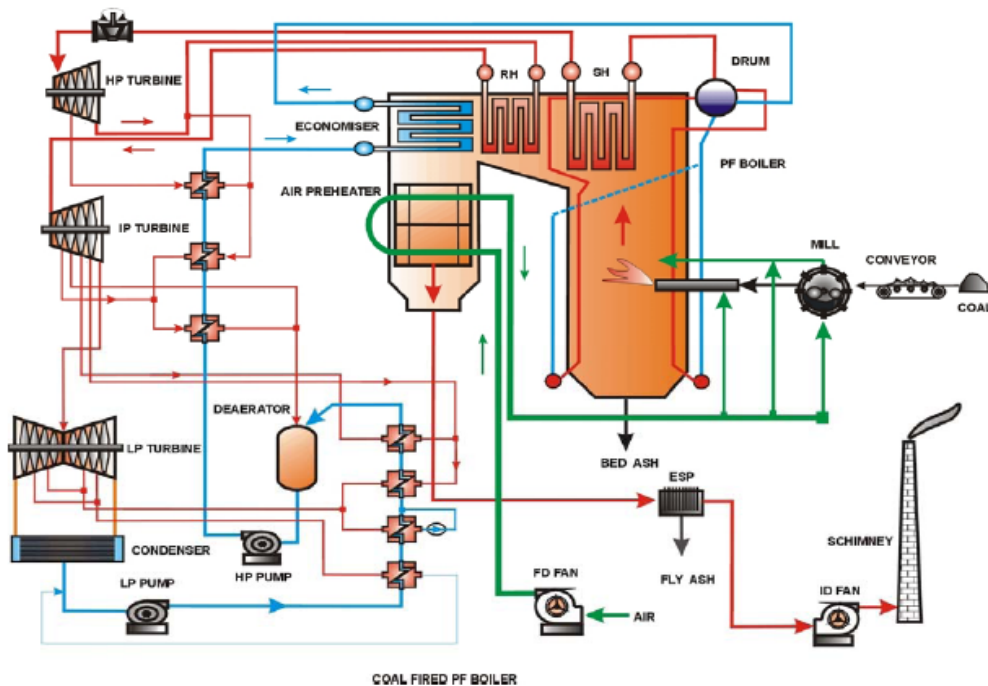 HP TURBINE
RH
SH
DRUM
ECONOMISER
PF BOILER
AIR PREHEATER
IP TURBINE
MILL
CONVEYOR
COAL
DEAERATOR
LP TURBINE
BED ASH
ESP
SCHIMNEY
CONDENSER
HP PUMP
LP PUMP
FD FAN
FLY ASH
ID FAN
AIR
COAL FIRED PF BOILER